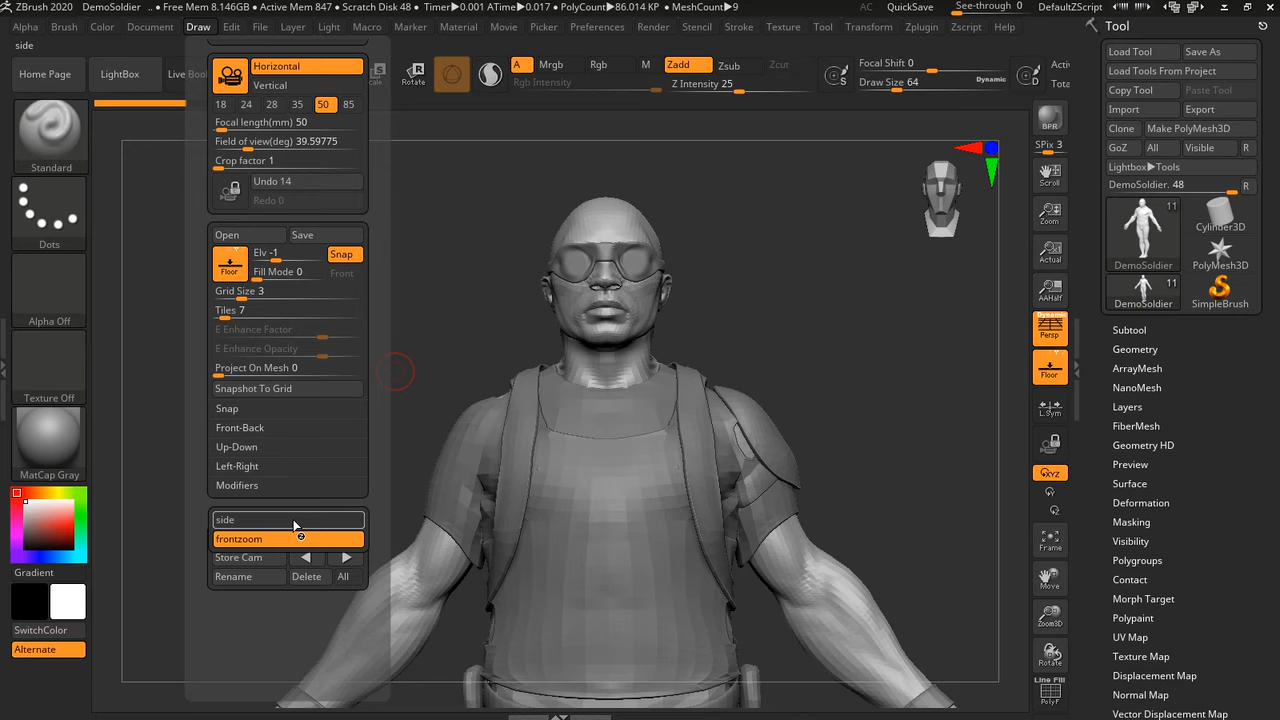 ZBrush 2020 DemoSoldier • Free Mem 8.146GB • Active Mem 847 • Scratch Disk 48 • Timer▶0.001 ATime▶0.017 • PolyCount▶86.014 KP • MeshCount▶9 AC QuickSave See-through 0 DefaultZScript
Alpha Brush Color Document Draw Edit File Layer Light Macro Marker Material Movie Picker Preferences Render Stencil Stroke Texture Tool Transform Zplugin Zscript Help
side
Home Page
LightBox
Live Boo
Horizontal
Vertical
18 24 28 35 50 85
Focal length(mm) 50
Field of view(deg) 39.59775
Crop factor 1
Undo 14
Redo 0
Open Save
Floor
Elv -1 Snap
Fill Mode 0 Front
Grid Size 3
Tiles 7
E Enhance Factor
E Enhance Opacity
Project On Mesh 0
Snapshot To Grid
Snap
Front-Back
Up-Down
Left-Right
Modifiers
side
frontzoom
Store Cam
Rename Delete All
Scale
Rotate
A Mrgb Rgb M
Rgb Intensity
Zadd Zsub Zcut
Z Intensity 25
S
Focal Shift 0
Draw Size 64 Dynamic
D
Acti
Tota
Standard
Dots
Alpha Off
Texture Off
MatCap Gray
Gradient
SwitchColor
Alternate
BPR
SPix 3
Scroll
Zoom
Actual
AAHalf
Dynamic
Persp
Floor
L.Sym
XYZ
Frame
Move
Zoom3D
Rotate
Line Fill
PolyF
Tool
Load Tool Save As
Load Tools From Project
Copy Tool Paste Tool
Import Export
Clone Make PolyMesh3D
GoZ All Visible R
Lightbox▶Tools
DemoSoldier. 48 R
11
DemoSoldier
Cylinder3D
PolyMesh3D
11
DemoSoldier
SimpleBrush
Subtool
Geometry
ArrayMesh
NanoMesh
Layers
FiberMesh
Geometry HD
Preview
Surface
Deformation
Masking
Visibility
Polygroups
Contact
Morph Target
Polypaint
UV Map
Texture Map
Displacement Map
Normal Map
Vector Displacement Map